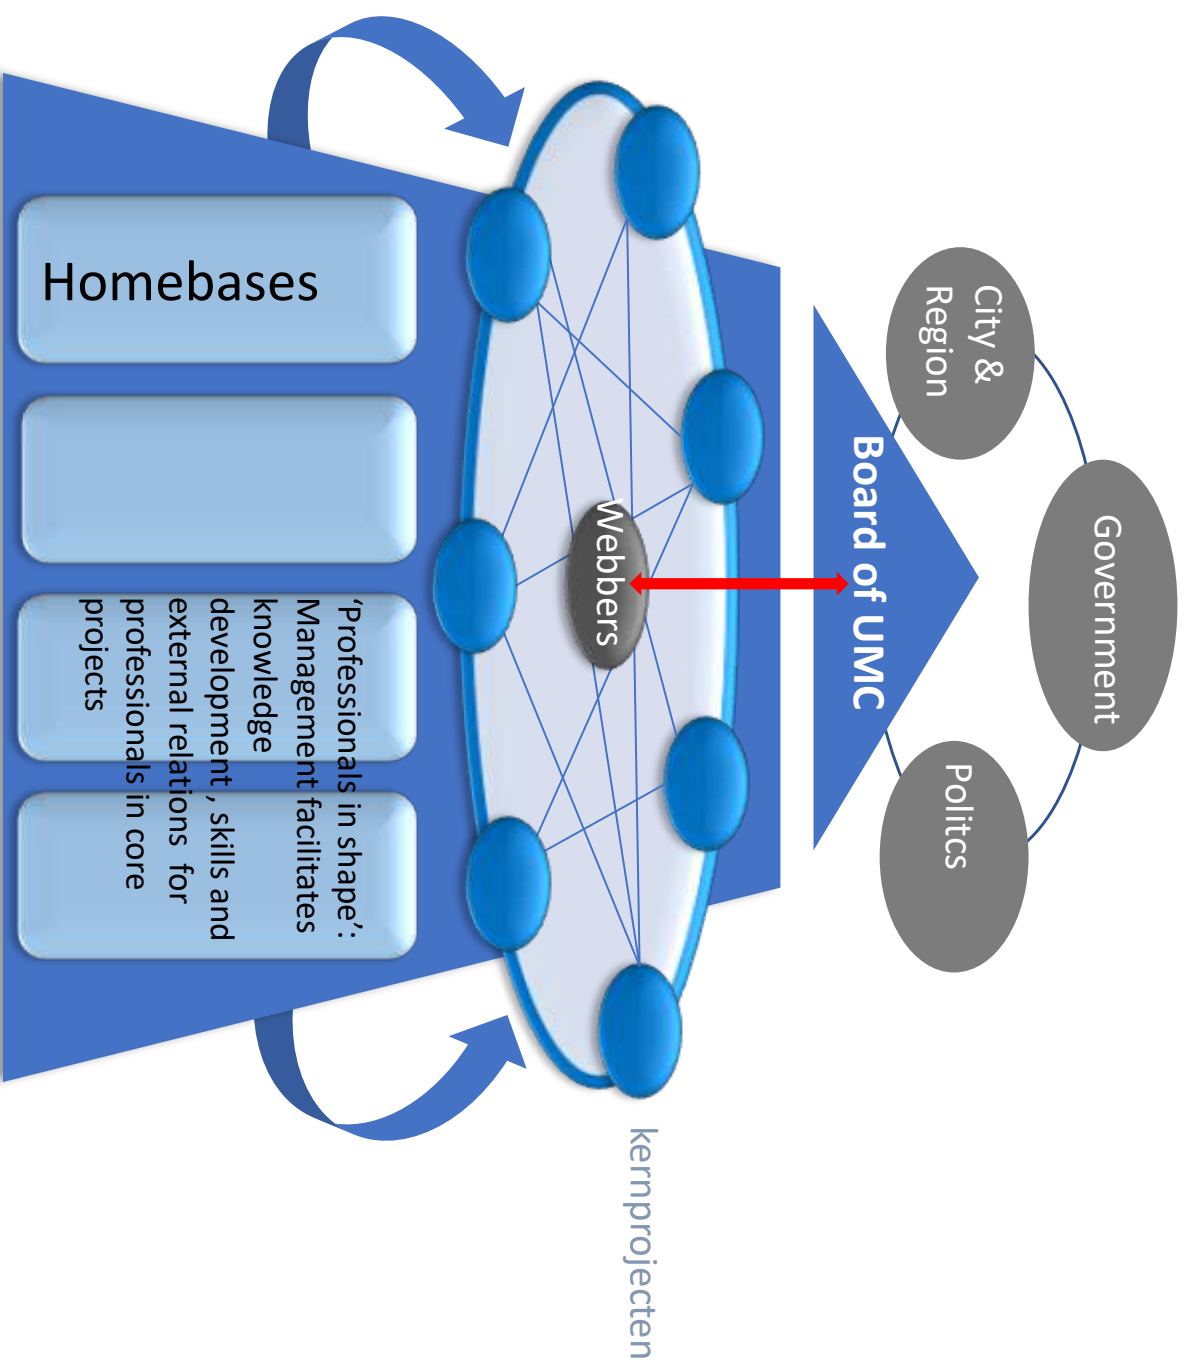 Government
City &
Region
Politcs
Board of UMC
Webbers
kernprojecten
Homebases
‘Professionals in shape’:
Management facilitates
knowledge
development , skills and
external relations  for
professionals in core
projects